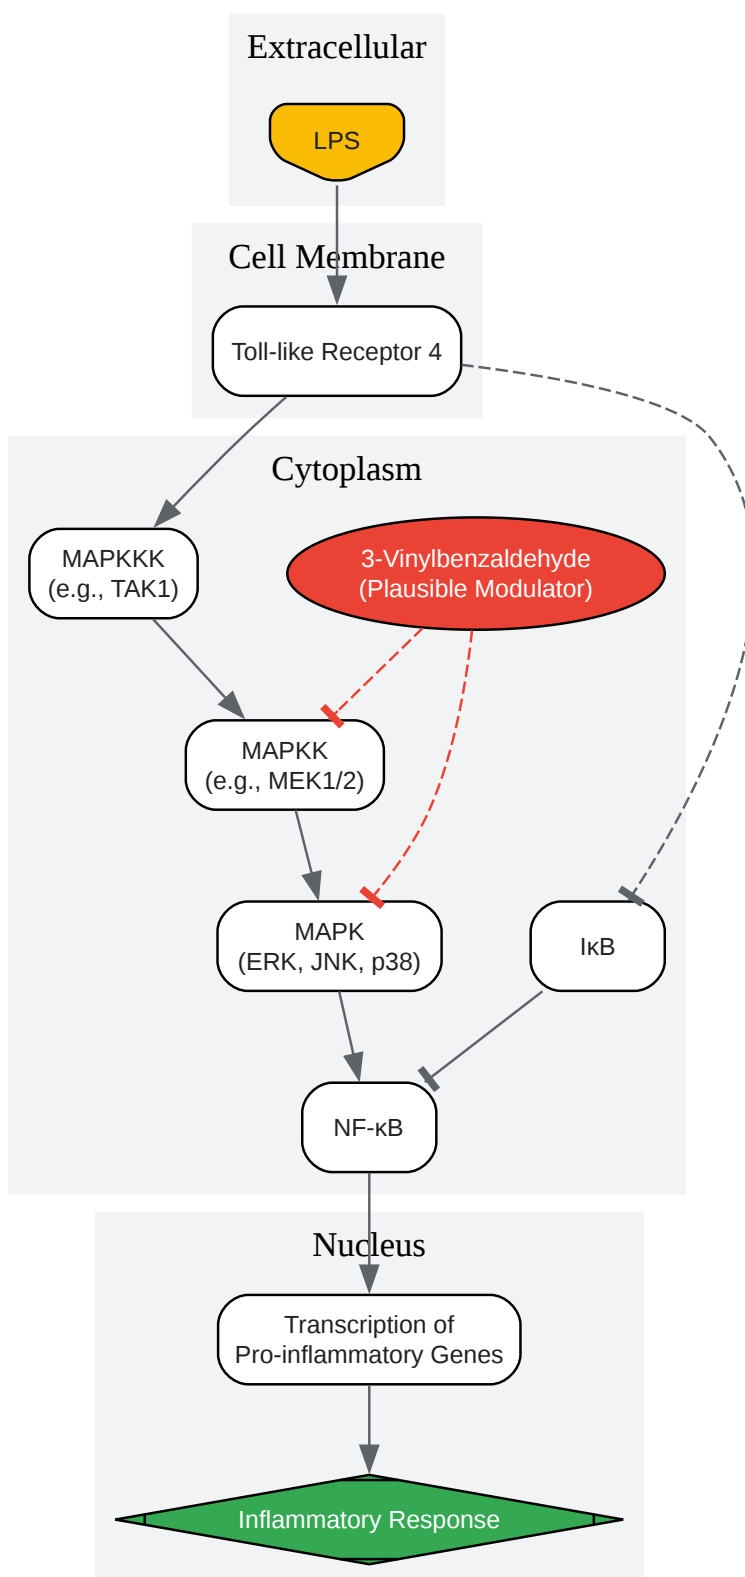 Extracellular
LPS
Cell Membrane
Toll-like Receptor 4
Cytoplasm
MAPKKK
(e.g., TAK1)
3-Vinylbenzaldehyde
(Plausible Modulator)
MAPKK
(e.g., MEK1/2)
MAPK
(ERK, JNK, p38)
IκB
NF-κB
Nucleus
Transcription of
Pro-inflammatory Genes
Inflammatory Response